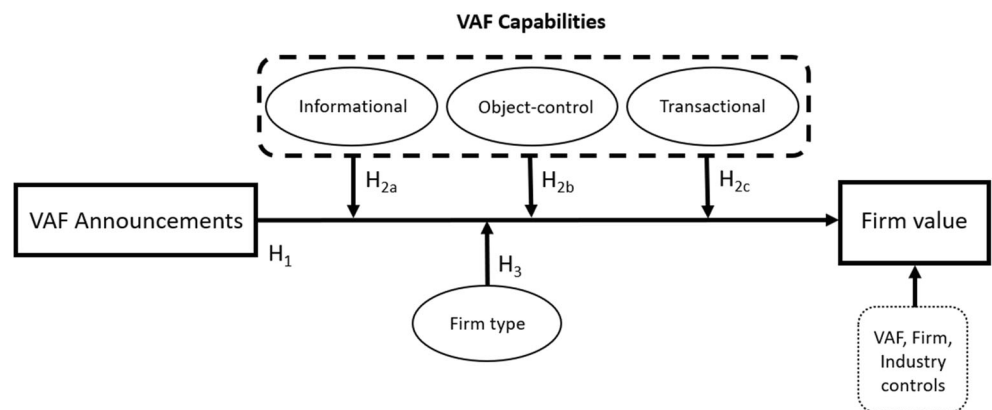 VAF Capabilities
Informational
Object-control
Transactional
H2a
H2b
H2c
VAF Announcements
Firm value
H1
H3
Firm type
VAF, Firm,
Industry
controls